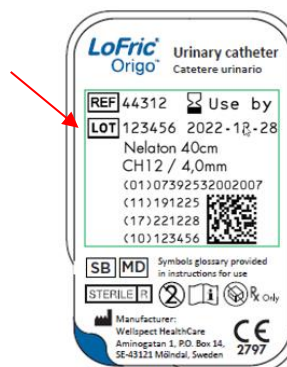 LoFric® Urinary catheter
Origo™ Catetere urinario
REF 44312 Use by
LOT 123456 2022-12-28
Nelaton 40cm
CH12 / 4,0mm
(01)07392532002007
(11)191225
(17)221228
(10)123456
SB MD Symbols glossary provided
in instructions for use
STERILE R 2 i Rx Only
Manufacturer:
Wellspect HealthCare
Aminogatan 1, P.O. Box 14,
SE-43121 Mölndal, Sweden
CE
2797